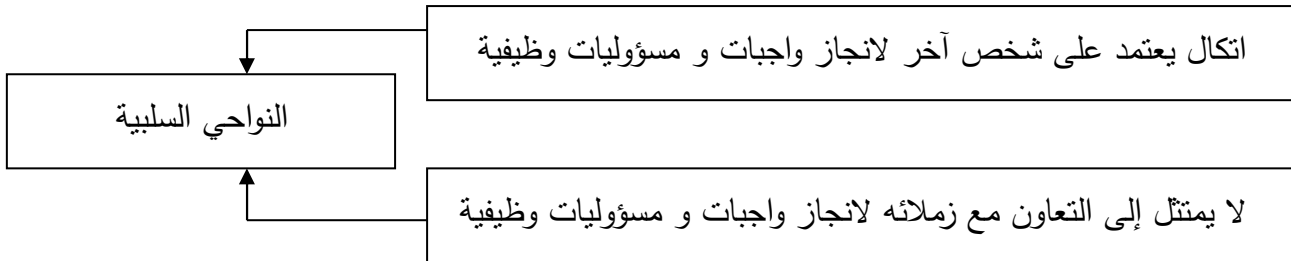 اتكال يعتمد على شخص آخر لانجاز واجبات و مسؤوليات وظيفية
النواحي السلبية
لا يمتثل إلى التعاون مع زملائه لانجاز واجبات و مسؤوليات وظيفية